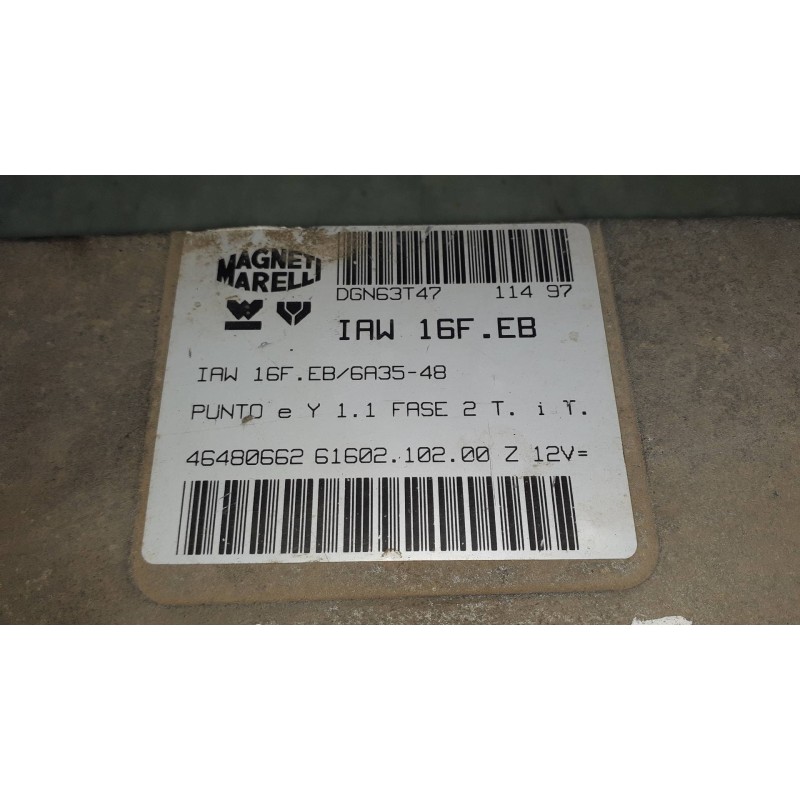 MAGNETI
MARELLI
DGN63T47 114 97
IAW 16F.EB
IAW 16F.EB/6A35-48
PUNTO e Y 1.1 FASE 2 T. i T.
46480662 61602.102.00 Z 12V=